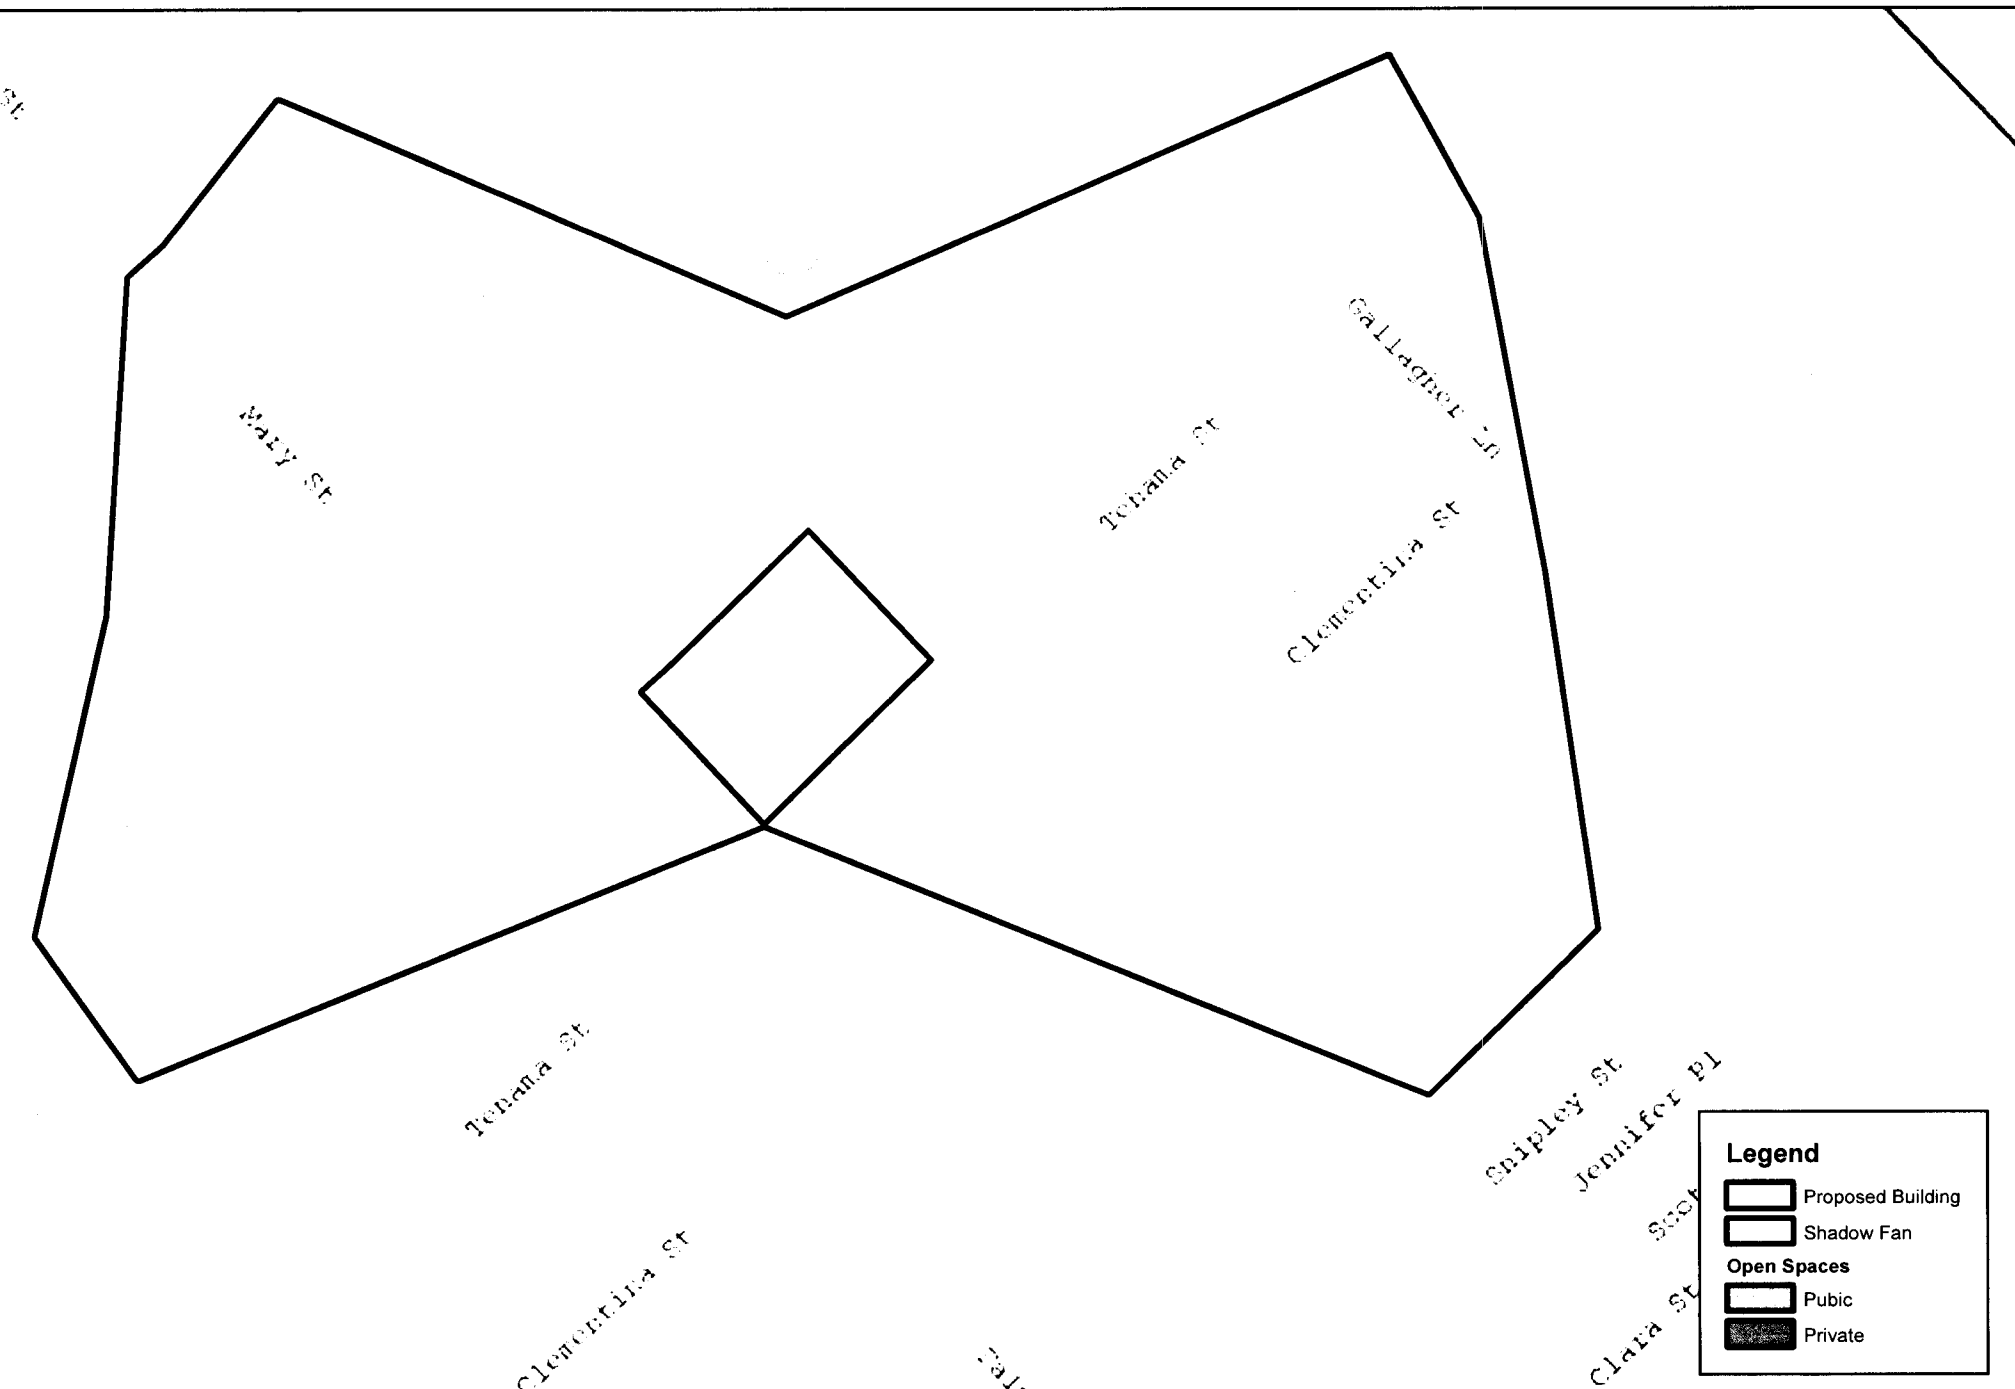 St
Gallagher Ln
Mary St
Tehama St
Clementina St
Tehama St
Shipley St
Jennifer Pl
Clementina St
Clara St
Legend
Proposed Building
Shadow Fan
Open Spaces
Pubic
Private